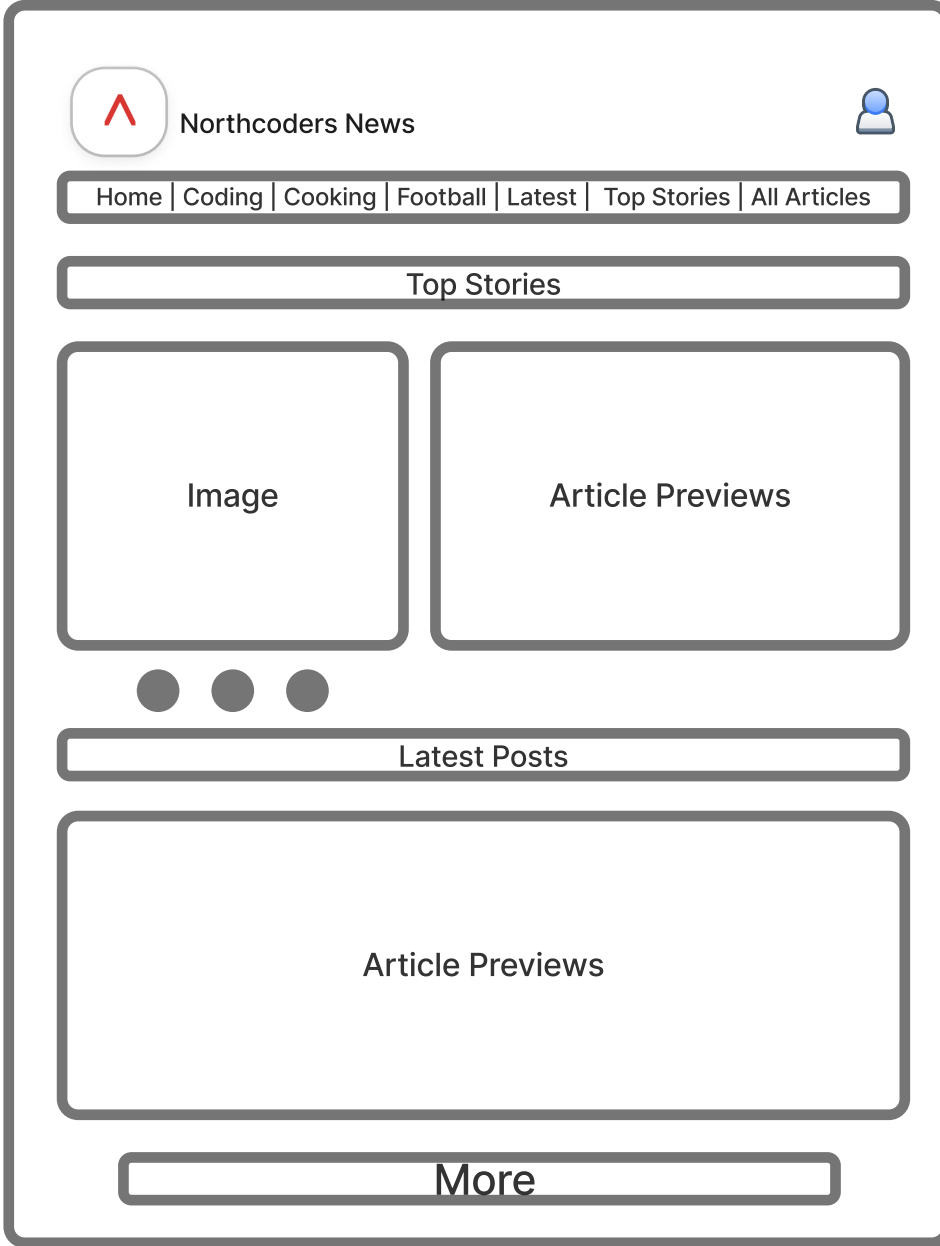 Northcoders News
Home | Coding | Cooking | Football | Latest | Top Stories | All Articles
Top Stories
Image
Article Previews
Latest Posts
Article Previews
More